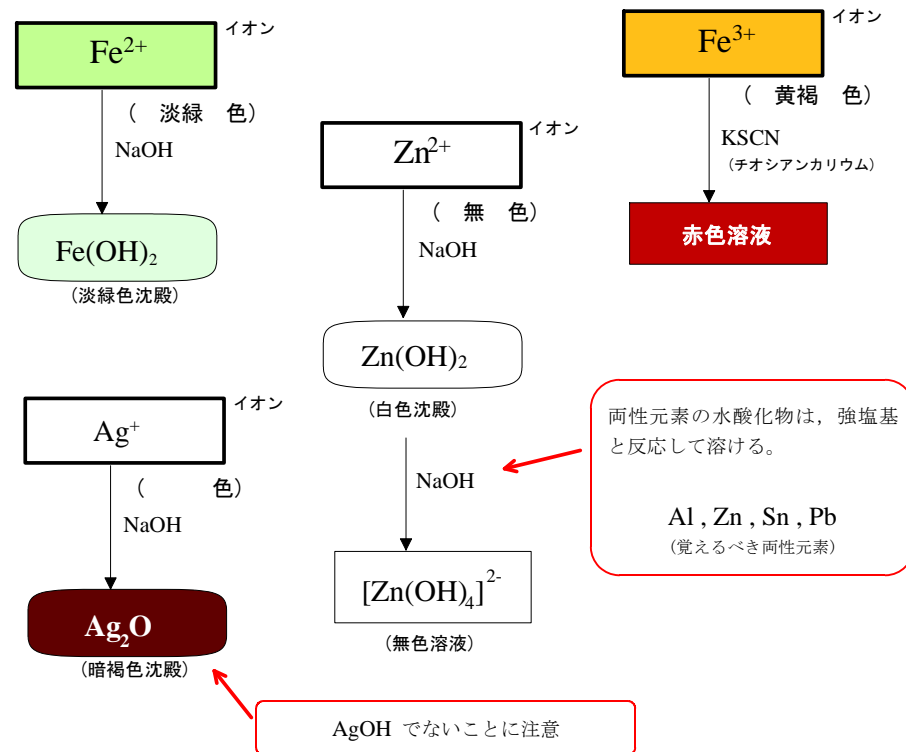 Fe²⁺
イオン
( 淡緑 色)
NaOH
Fe(OH)₂
(淡緑色沈殿)
Zn²⁺
イオン
( 無 色)
NaOH
Zn(OH)₂
(白色沈殿)
NaOH
[Zn(OH)₄]²⁻
(無色溶液)
Fe³⁺
イオン
( 黄褐 色)
KSCN
(チオシアンカリウム)
赤色溶液
Ag⁺
イオン
( 色)
NaOH
Ag₂O
(暗褐色沈殿)
両性元素の水酸化物は，強塩基
と反応して溶ける。
Al , Zn , Sn , Pb
(覚えるべき両性元素)
AgOH でないことに注意